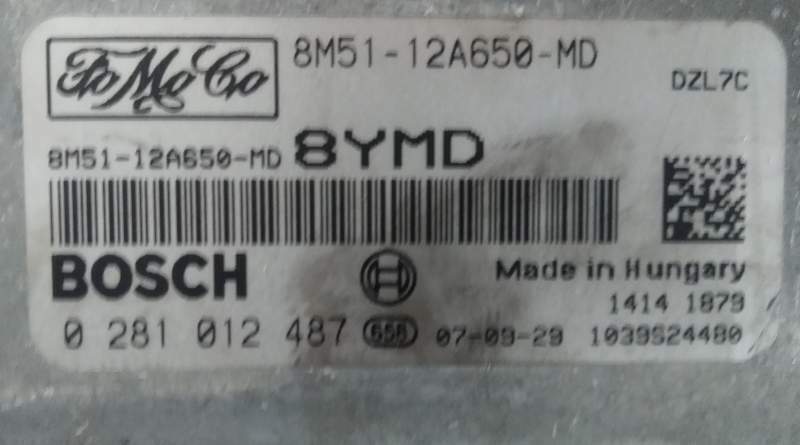 FoMoCo 8M51-12A650-MD
DZL7C
8M51-12A650-MD 8YMD
BOSCH
Made in Hungary
1414 1879
0 281 012 487 658 07-09-29 1039S24480